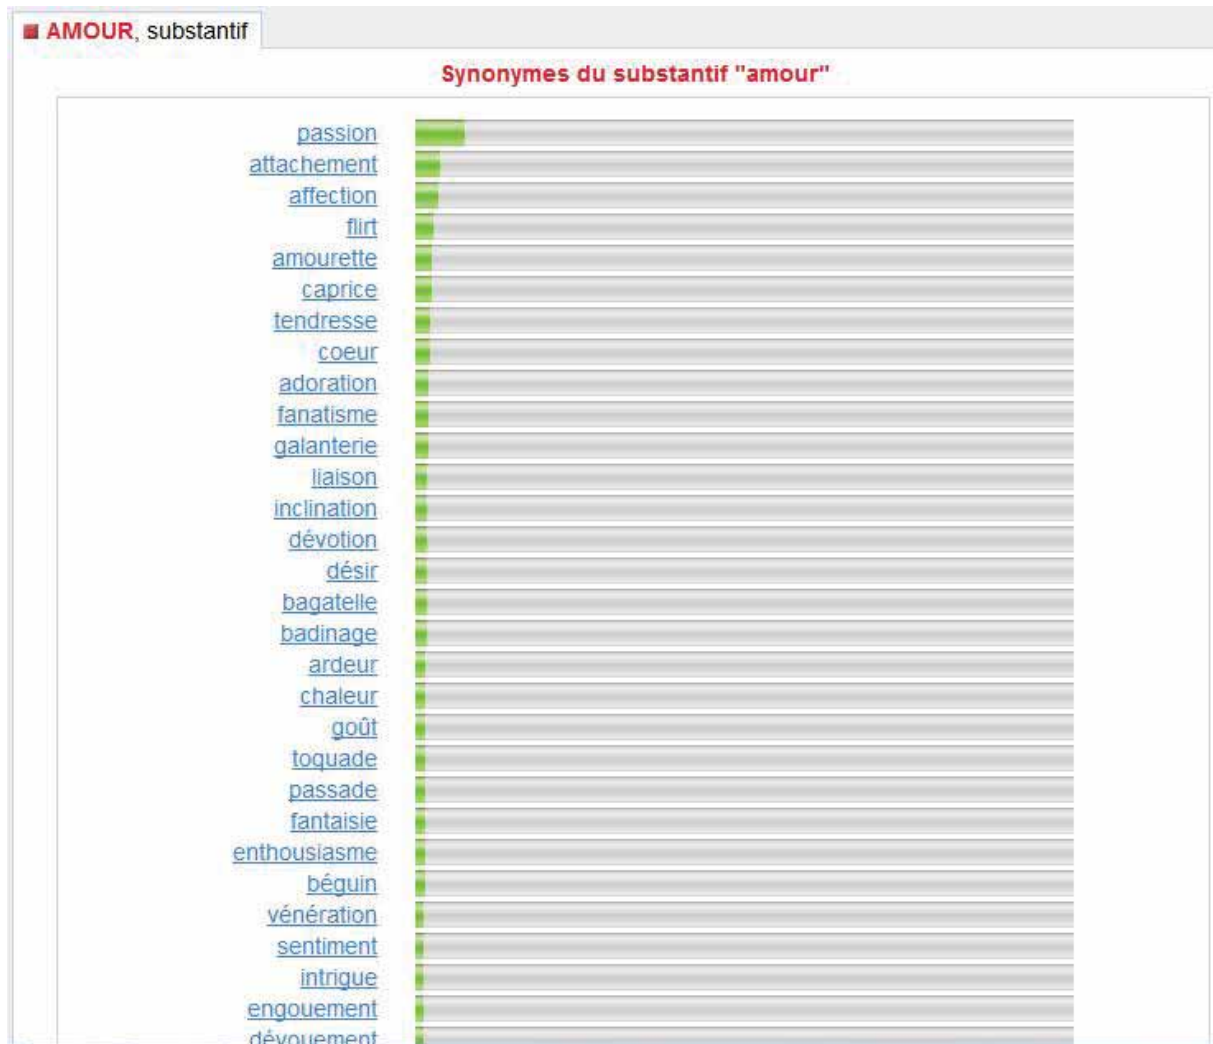 AMOUR, substantif
Synonymes du substantif "amour"
passion
attachement
affection
flirt
amourette
caprice
tendresse
coeur
adoration
fanatisme
galanterie
liaison
inclination
dévotion
désir
bagatelle
badinage
ardeur
chaleur
goût
toquade
passade
fantaisie
enthousiasme
béguin
vénération
sentiment
intrigue
engouement
dévouement